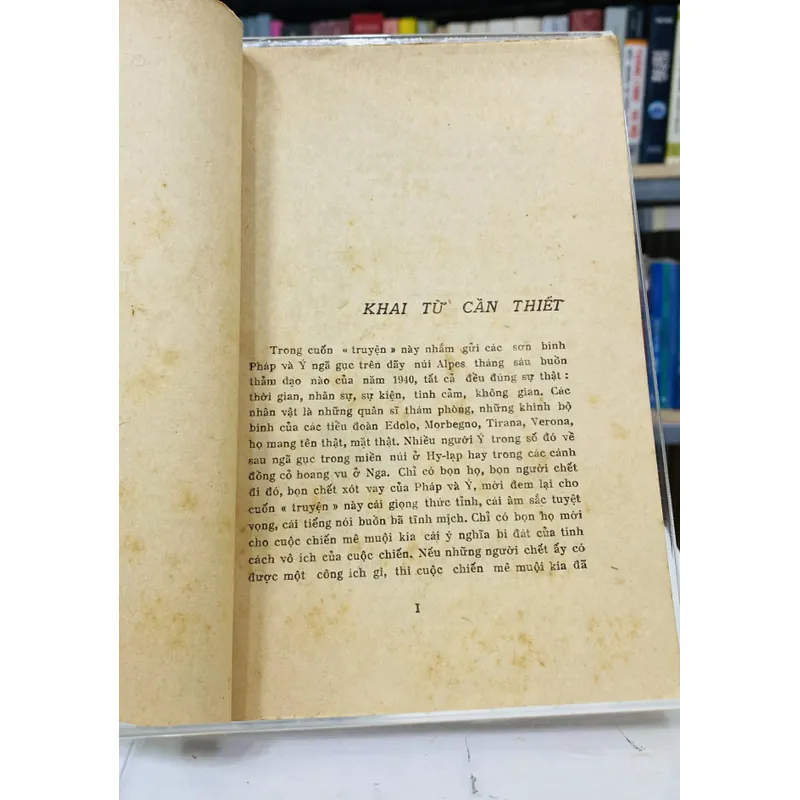 KHAI TỪ CẦN THIẾT
Trong cuốn « truyện » này nhắm gửi các sơn binh
Pháp và Ý ngã gục trên dãy núi Alpes tháng sáu buồn
thảm dạo nào của năm 1940, tất cả đều đúng sự thật :
thời gian, nhân sự, sự kiện, tình cảm, không gian. Các
nhân vật là những quân sĩ thám phòng, những khinh bộ
binh của các tiểu đoàn Edolo, Morbegno, Tirana, Verona,
họ mang tên thật, mặt thật. Nhiều người Ý trong số đó về
sau ngã gục trong miền núi ở Hy-lạp hay trong các cánh
đồng cỏ hoang vu ở Nga. Chỉ có bọn họ, bọn người chết
đi đó, bọn chết xót vay của Pháp và Ý, mới đem lại cho
cuốn « truyện » này cái giọng thức tỉnh, cái âm sắc tuyệt
vọng, cái tiếng nói buồn bã tĩnh mịch. Chỉ có bọn họ mới
cho cuộc chiến mê muội kia cái ý nghĩa bi đát của tính
cách vô ích của cuộc chiến. Nếu những người chết ấy có
được một công ích gì, thì cuộc chiến mê muội kia đã
I